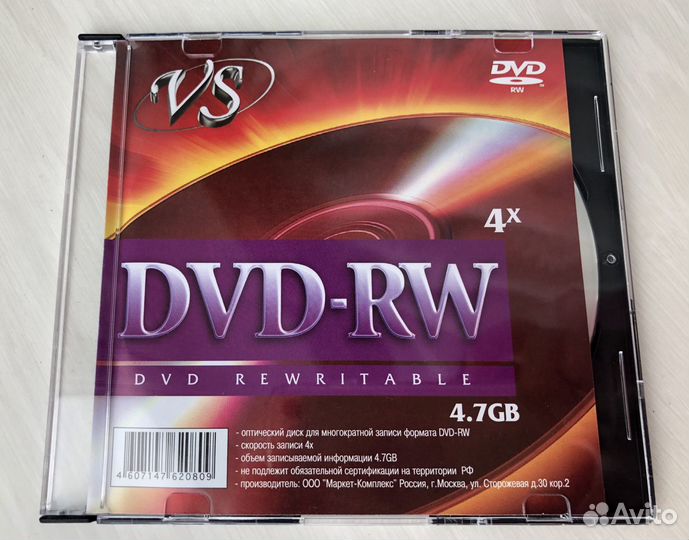 VS
DVD
RW
4x
DVD-RW
DVD REWRITABLE
4.7GB
- оптический диск для многократной записи формата DVD-RW
- скорость записи 4x
- объем записываемой информации 4.7GB
- не подлежит обязательной сертификации на территории РФ
- производитель: ООО "Маркет-Комплекс" Россия, г.Москва, ул. Сторожевая д.30 кор.2
4607147620809
Avito